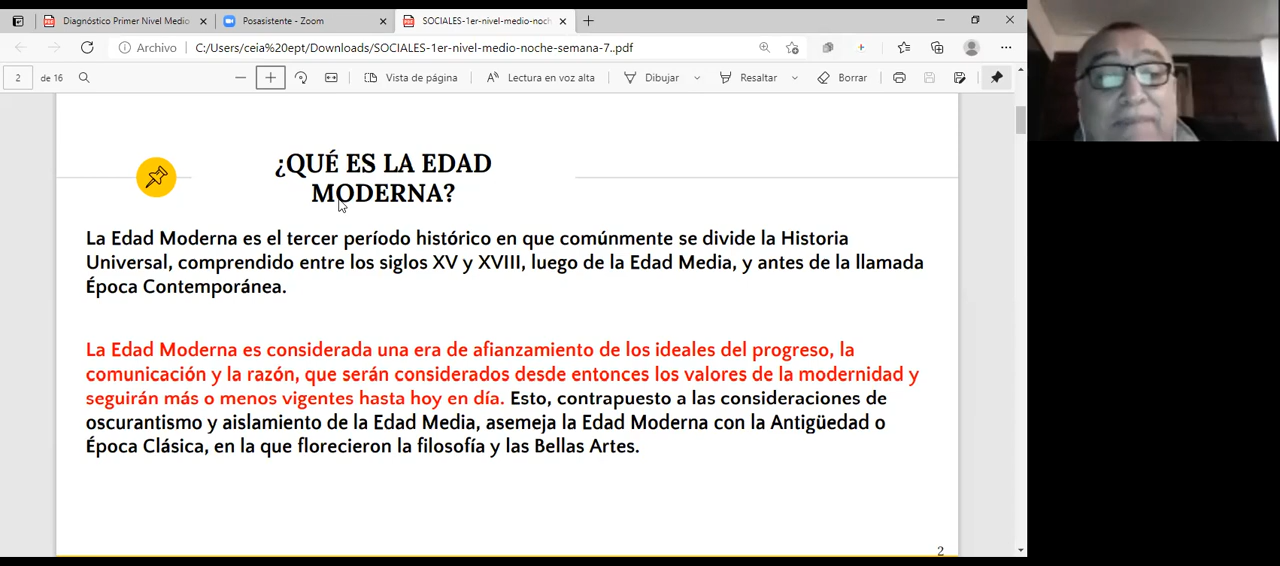 Diagnóstico Primer Nivel Medio
Posasistente - Zoom
SOCIALES-1er-nivel-medio-noch
Archivo
C:/Users/ceia%20ept/Downloads/SOCIALES-1er-nivel-medio-noche-semana-7..pdf
2 de 16
Vista de página
Lectura en voz alta
Dibujar
Resaltar
Borrar
¿QUÉ ES LA EDAD
MODERNA?
La Edad Moderna es el tercer período histórico en que comúnmente se divide la Historia
Universal, comprendido entre los siglos XV y XVIII, luego de la Edad Media, y antes de la llamada
Época Contemporánea.
La Edad Moderna es considerada una era de afianzamiento de los ideales del progreso, la
comunicación y la razón, que serán considerados desde entonces los valores de la modernidad y
seguirán más o menos vigentes hasta hoy en día. Esto, contrapuesto a las consideraciones de
oscurantismo y aislamiento de la Edad Media, asemeja la Edad Moderna con la Antigüedad o
Época Clásica, en la que florecieron la filosofía y las Bellas Artes.
2